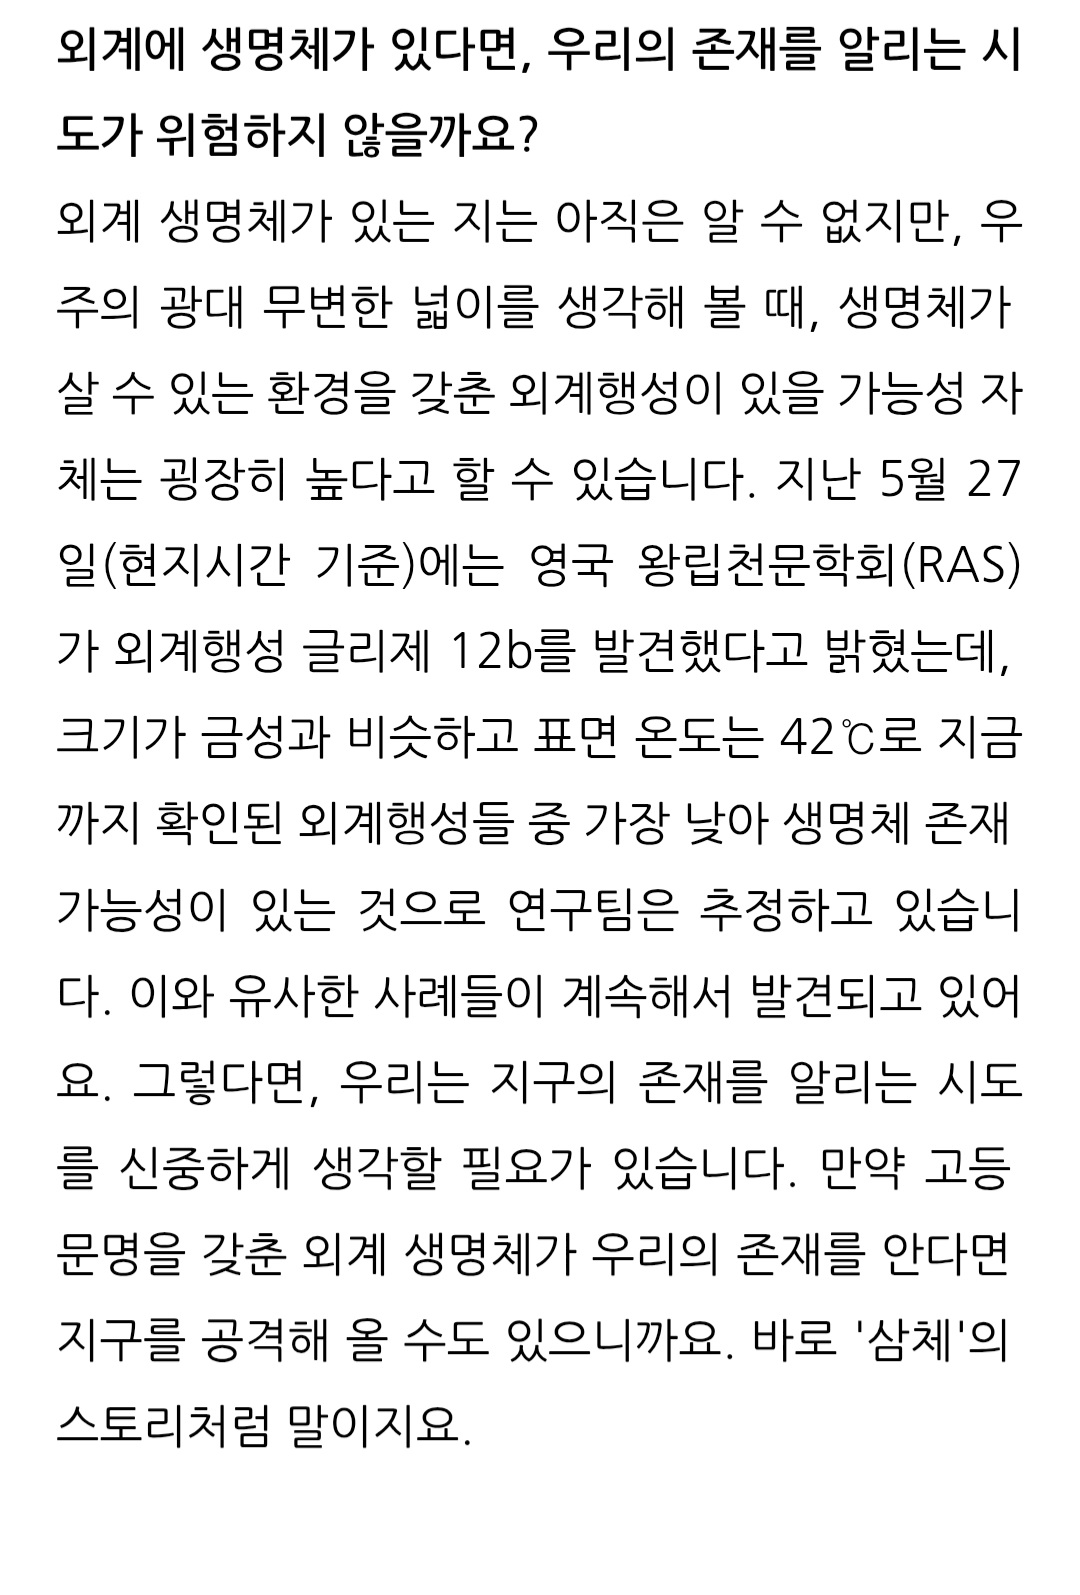 외계에 생명체가 있다면, 우리의 존재를 알리는 시
도가 위험하지 않을까요?
외계 생명체가 있는 지는 아직은 알 수 없지만, 우
주의 광대 무변한 넓이를 생각해 볼 때, 생명체가
살 수 있는 환경을 갖춘 외계행성이 있을 가능성 자
체는 굉장히 높다고 할 수 있습니다. 지난 5월 27
일(현지시간 기준)에는 영국 왕립천문학회(RAS)
가 외계행성 글리제 12b를 발견했다고 밝혔는데,
크기가 금성과 비슷하고 표면 온도는 42℃로 지금
까지 확인된 외계행성들 중 가장 낮아 생명체 존재
가능성이 있는 것으로 연구팀은 추정하고 있습니
다. 이와 유사한 사례들이 계속해서 발견되고 있어
요. 그렇다면, 우리는 지구의 존재를 알리는 시도
를 신중하게 생각할 필요가 있습니다. 만약 고등
문명을 갖춘 외계 생명체가 우리의 존재를 안다면
지구를 공격해 올 수도 있으니까요. 바로 '삼체'의
스토리처럼 말이지요.